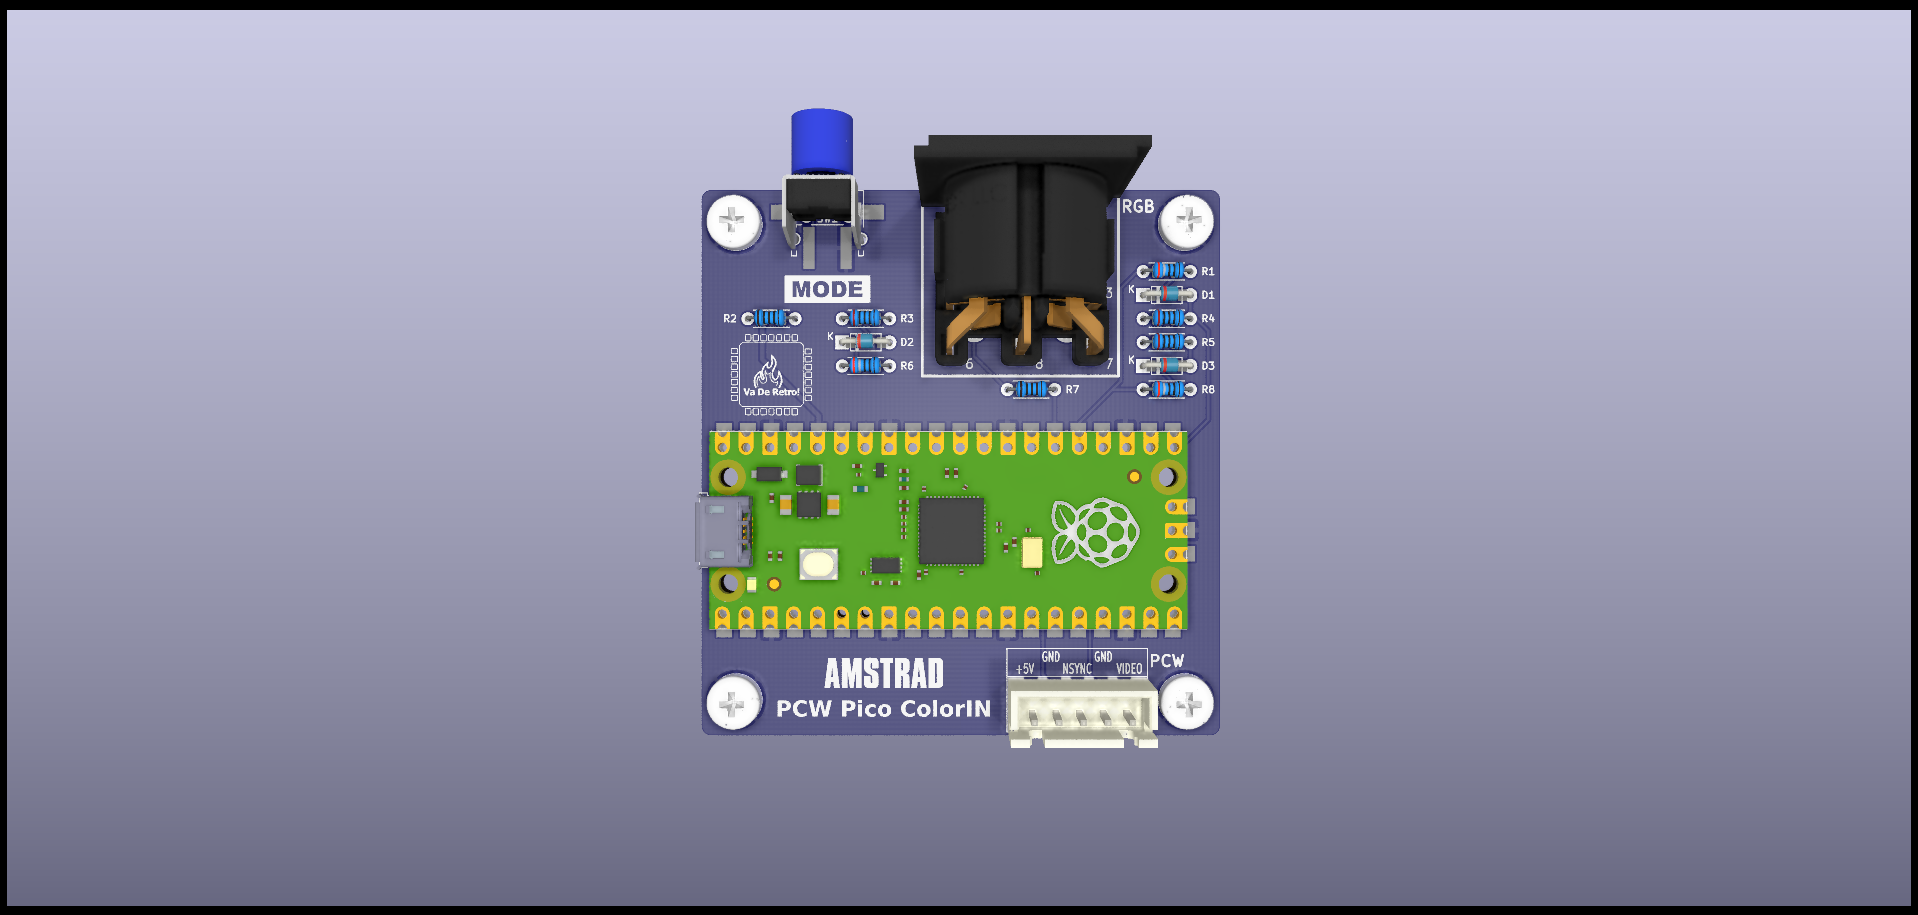 RGB
R1
K
D1
3
MODE
R2
R3
R4
K
D2
R5
K
D3
R6
6
8
7
Va De Retro!
R7
R8
GND GND
+5V NSYNC VIDEO
PCW
AMSTRAD
PCW Pico ColorIN